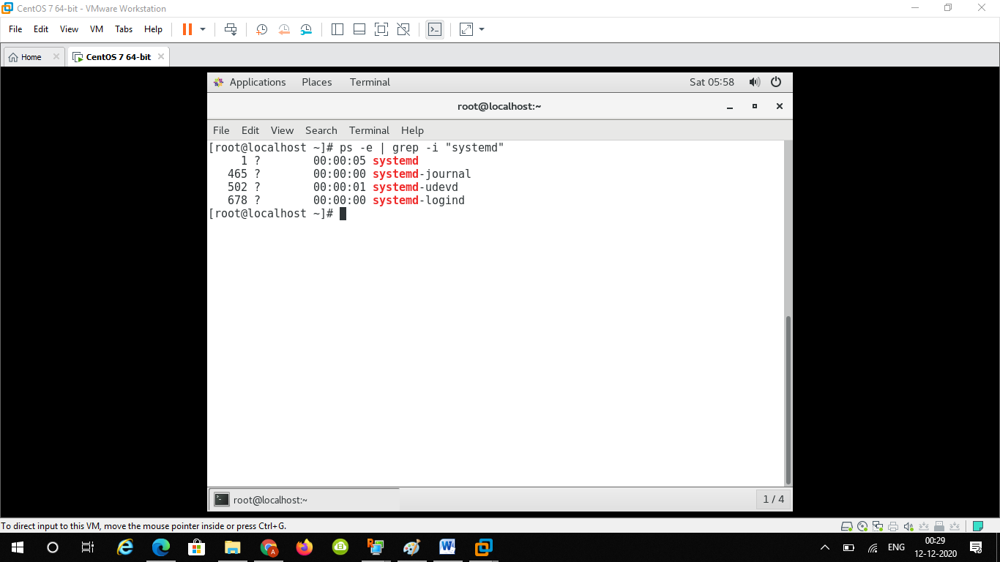 CentOS 7 64-bit - VMware Workstation
File Edit View VM Tabs Help
Home CentOS 7 64-bit
Applications Places Terminal Sat 05:58
root@localhost:~
File Edit View Search Terminal Help
[root@localhost ~]# ps -e | grep -i "systemd"
1 ? 00:00:05 systemd
465 ? 00:00:00 systemd-journal
502 ? 00:00:01 systemd-udevd
678 ? 00:00:00 systemd-logind
[root@localhost ~]#
root@localhost:~ 1 / 4
To direct input to this VM, move the mouse pointer inside or press Ctrl+G.
ENG 00:29
12-12-2020